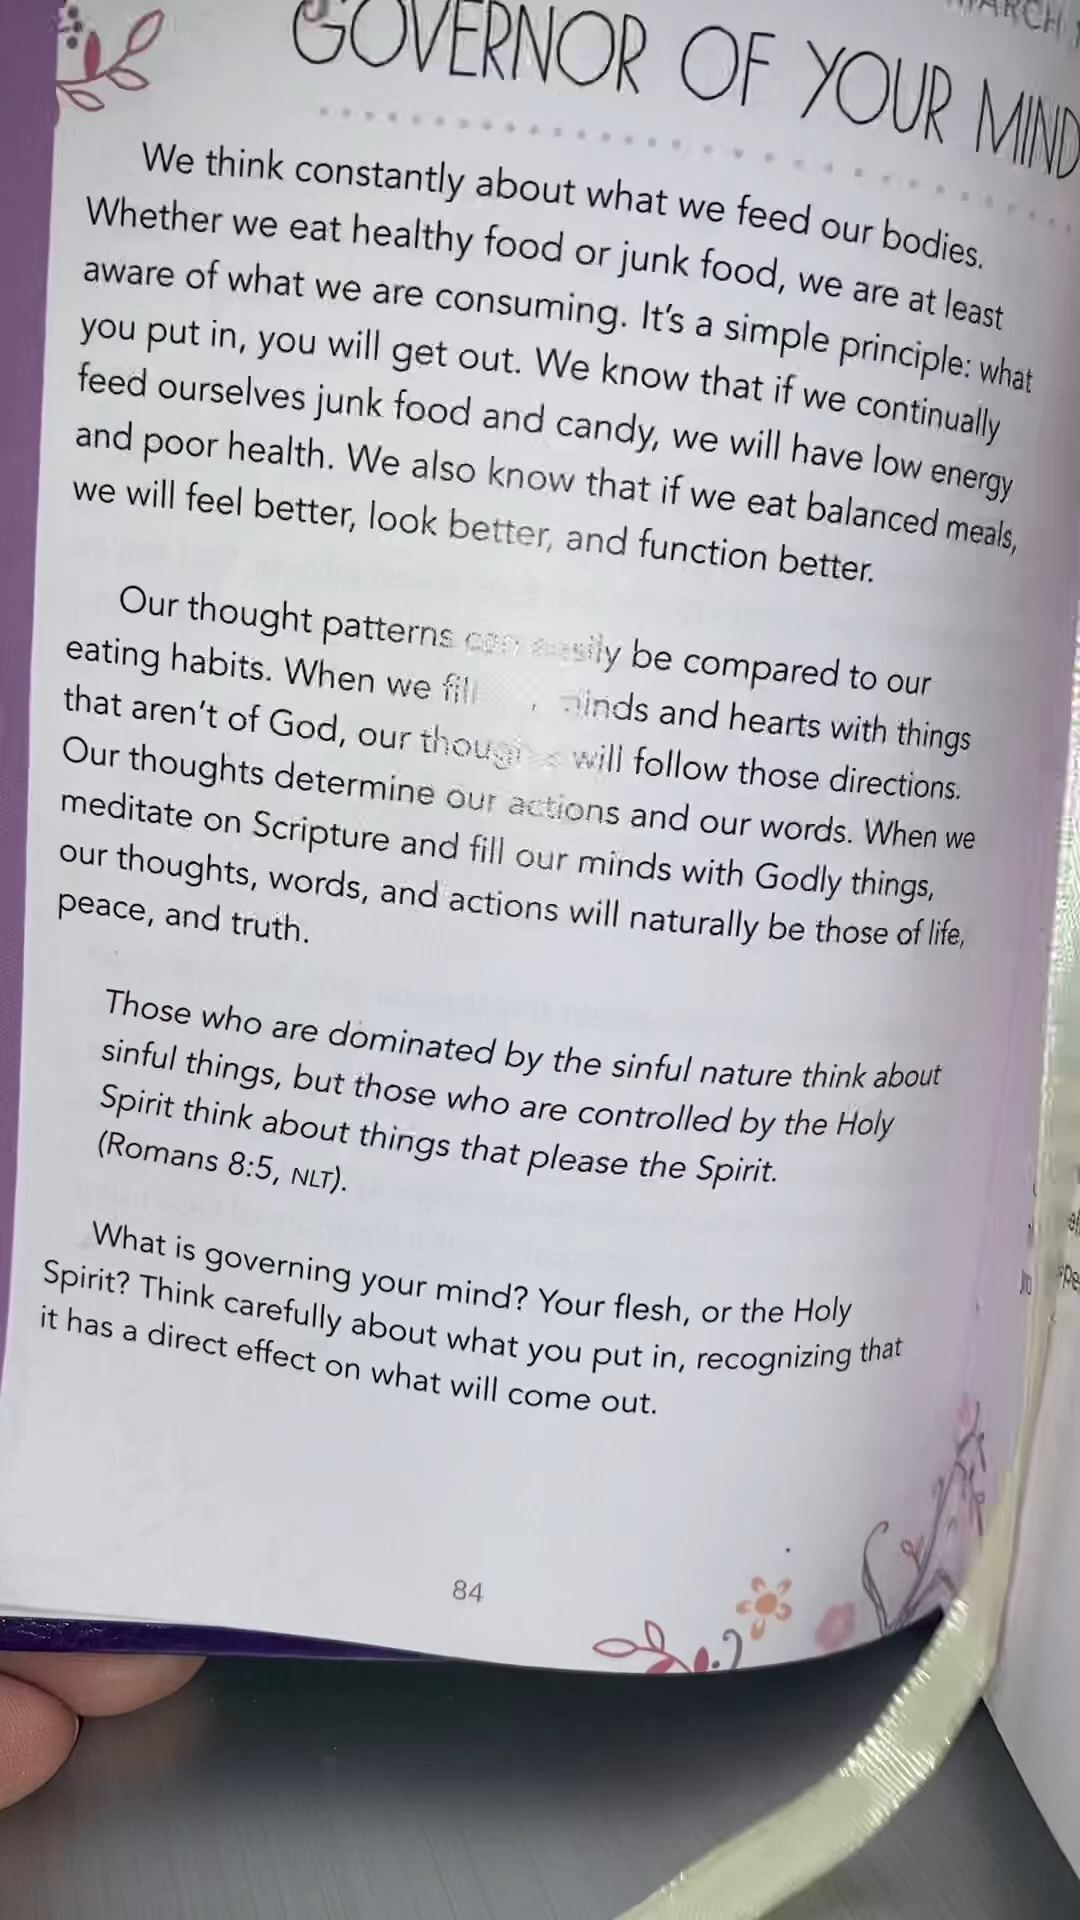 MARCH
GOVERNOR OF YOUR MIND
We think constantly about what we feed our bodies.
Whether we eat healthy food or junk food, we are at least
aware of what we are consuming. It's a simple principle: what
you put in, you will get out. We know that if we continually
feed ourselves junk food and candy, we will have low energy
and poor health. We also know that if we eat balanced meals,
we will feel better, look better, and function better.
Our thought patterns can easily be compared to our
eating habits. When we fill minds and hearts with things
that aren't of God, our thoughts will follow those directions.
Our thoughts determine our actions and our words. When we
meditate on Scripture and fill our minds with Godly things,
our thoughts, words, and actions will naturally be those of life,
peace, and truth.
Those who are dominated by the sinful nature think about
sinful things, but those who are controlled by the Holy
Spirit think about things that please the Spirit.
(Romans 8:5, NLT).
What is governing your mind? Your flesh, or the Holy
Spirit? Think carefully about what you put in, recognizing that
it has a direct effect on what will come out.
84